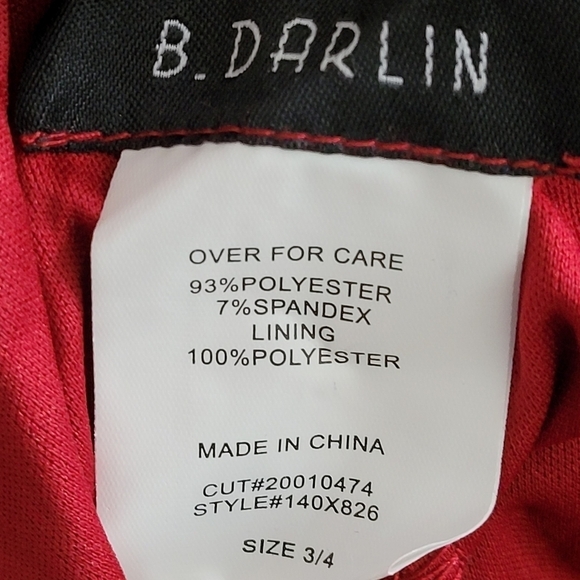 B. DARLIN
OVER FOR CARE
93%POLYESTER
7%SPANDEX
LINING
100%POLYESTER
MADE IN CHINA
CUT#20010474
STYLE#140X826
SIZE 3/4